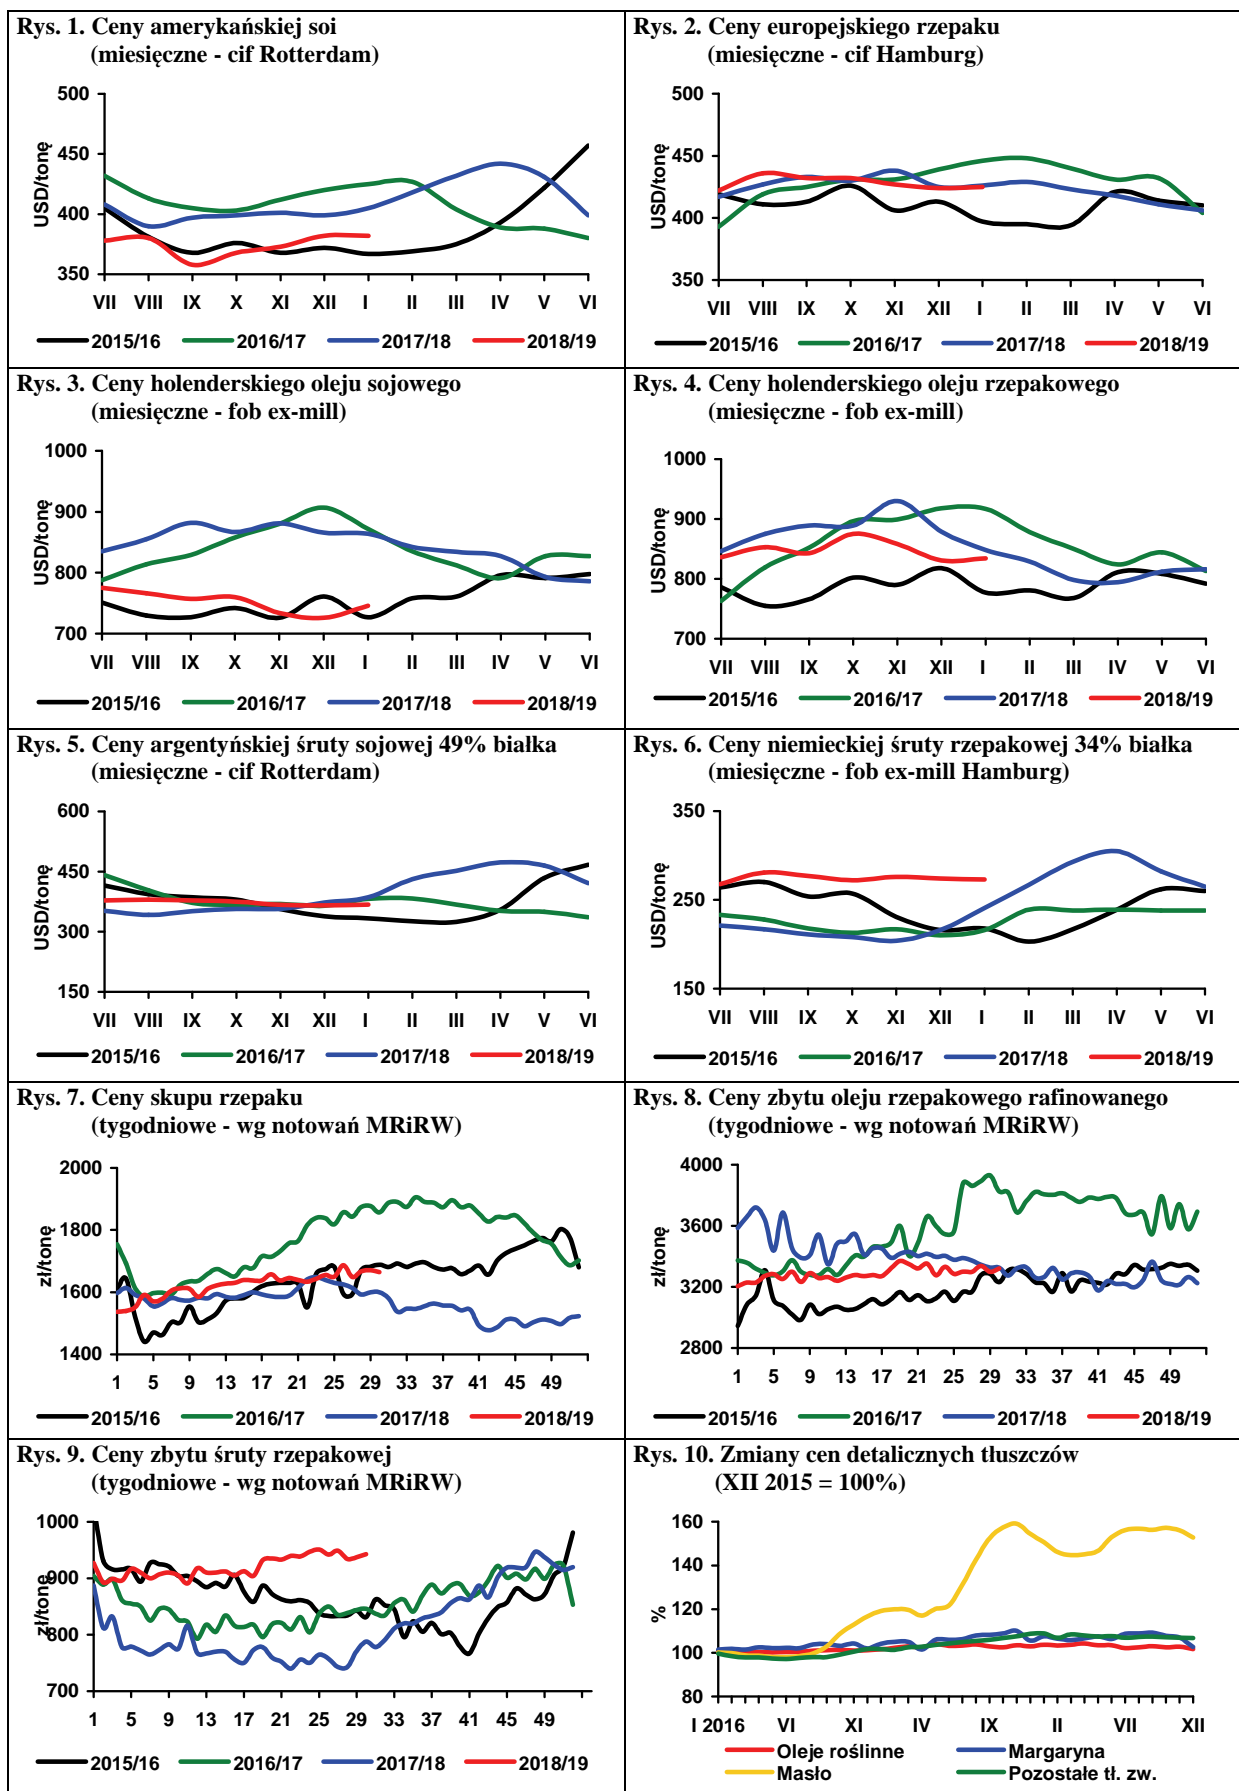 Rys. 1. Ceny amerykańskiej soi
(miesięczne - cif Rotterdam)
USD/tonę
500
450
400
350
VII VIII IX X XI XII I II III IV V VI
2015/16 2016/17 2017/18 2018/19
Rys. 2. Ceny europejskiego rzepaku
(miesięczne - cif Hamburg)
USD/tonę
500
450
400
350
VII VIII IX X XI XII I II III IV V VI
2015/16 2016/17 2017/18 2018/19
Rys. 3. Ceny holenderskiego oleju sojowego
(miesięczne - fob ex-mill)
USD/tonę
1000
900
800
700
VII VIII IX X XI XII I II III IV V VI
2015/16 2016/17 2017/18 2018/19
Rys. 4. Ceny holenderskiego oleju rzepakowego
(miesięczne - fob ex-mill)
USD/tonę
1000
900
800
700
VII VIII IX X XI XII I II III IV V VI
2015/16 2016/17 2017/18 2018/19
Rys. 5. Ceny argentyńskiej śruty sojowej 49% białka
(miesięczne - cif Rotterdam)
USD/tonę
600
450
300
150
VII VIII IX X XI XII I II III IV V VI
2015/16 2016/17 2017/18 2018/19
Rys. 6. Ceny niemieckiej śruty rzepakowej 34% białka
(miesięczne - fob ex-mill Hamburg)
USD/tonę
350
250
150
VII VIII IX X XI XII I II III IV V VI
2015/16 2016/17 2017/18 2018/19
Rys. 7. Ceny skupu rzepaku
(tygodniowe - wg notowań MRiRW)
zł/tonę
2000
1800
1600
1400
1 5 9 13 17 21 25 29 33 37 41 45 49
2015/16 2016/17 2017/18 2018/19
Rys. 8. Ceny zbytu oleju rzepakowego rafinowanego
(tygodniowe - wg notowań MRiRW)
zł/tonę
4000
3600
3200
2800
1 5 9 13 17 21 25 29 33 37 41 45 49
2015/16 2016/17 2017/18 2018/19
Rys. 9. Ceny zbytu śruty rzepakowej
(tygodniowe - wg notowań MRiRW)
zł/tonę
1000
900
800
700
1 5 9 13 17 21 25 29 33 37 41 45 49
2015/16 2016/17 2017/18 2018/19
Rys. 10. Zmiany cen detalicznych tłuszczów
(XII 2015 = 100%)
%
160
140
120
100
80
I 2016 VI XI IV IX II VII XII
Oleje roślinne Margaryna
Masło Pozostałe tł. zw.